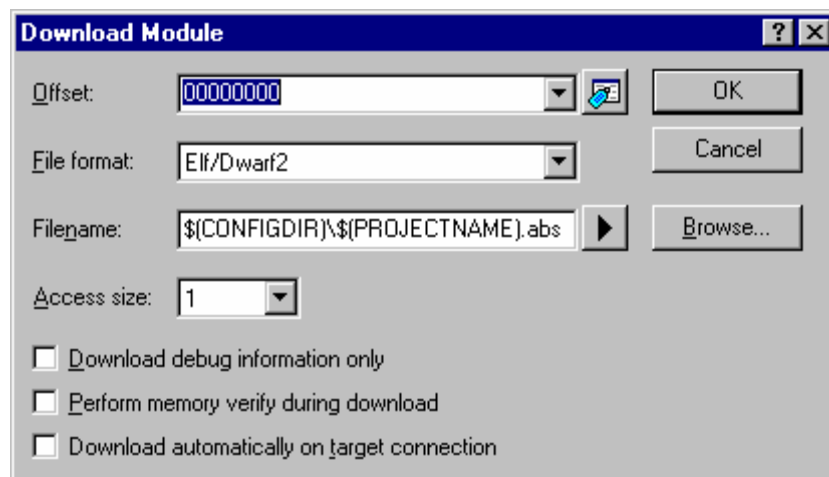 Download Module
Offset: 00000000 OK
File format: Elf/Dwarf2 Cancel
Filename: $(CONFIGDIR)\$(PROJECTNAME).abs Browse...
Access size: 1
Download debug information only
Perform memory verify during download
Download automatically on target connection